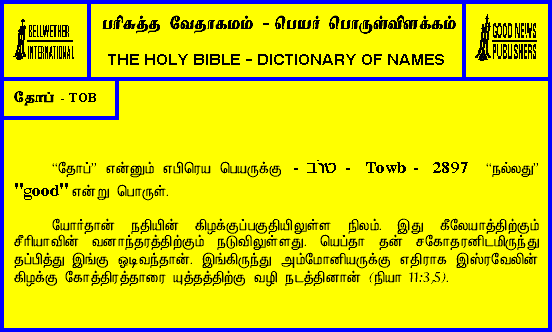 BELLWETHER
INTERNATIONAL
பரிசுத்த வேதாகமம் - பெயர் பொருள்விளக்கம்
THE HOLY BIBLE - DICTIONARY OF NAMES
GOOD NEWS
PUBLISHERS
தோப் - TOB
“தோப்” என்னும் எபிரெய பெயருக்கு - טוֹב - Towb - 2897 “நல்லது”
"good" என்று பொருள்.
யோர்தான் நதியின் கிழக்குப்பகுதியிலுள்ள நிலம். இது கீலேயாத்திற்கும்
சீரியாவின் வனாந்தரத்திற்கும் நடுவிலுள்ளது. யெப்தா தன் சகோதரனிடமிருந்து
தப்பித்து இங்கு ஓடிவந்தான். இங்கிருந்து அம்மோனியருக்கு எதிராக இஸ்ரவேலின்
கிழக்கு கோத்திரத்தாரை யுத்தத்திற்கு வழி நடத்தினான் (நியா 11:3,5).